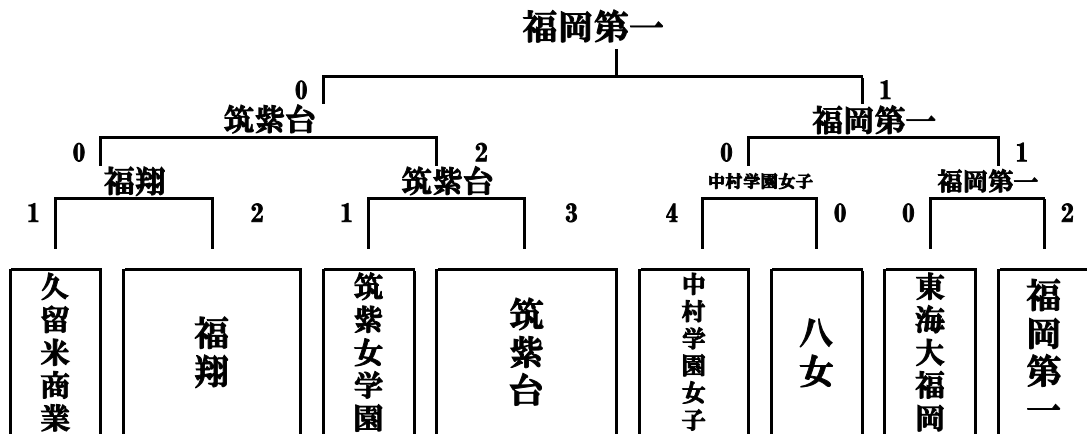 福岡第一
0 1
筑紫台 福岡第一
0 2 0 1
福翔 筑紫台 中村学園女子 福岡第一
1 2 1 3 4 0 0 2
久留米商業
福翔
筑紫女学園
筑紫台
中村学園女子
八女
東海大福岡
福岡第一